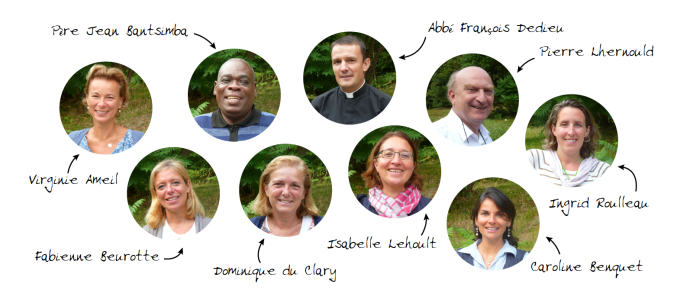 Père Jean Bantsimba
Abbé François Dedieu
Pierre Lhernould
Virginie Ameil
Ingrid Roulleau
Fabienne Beurotte
Dominique du Clary
Isabelle Lehoult
Caroline Benquet